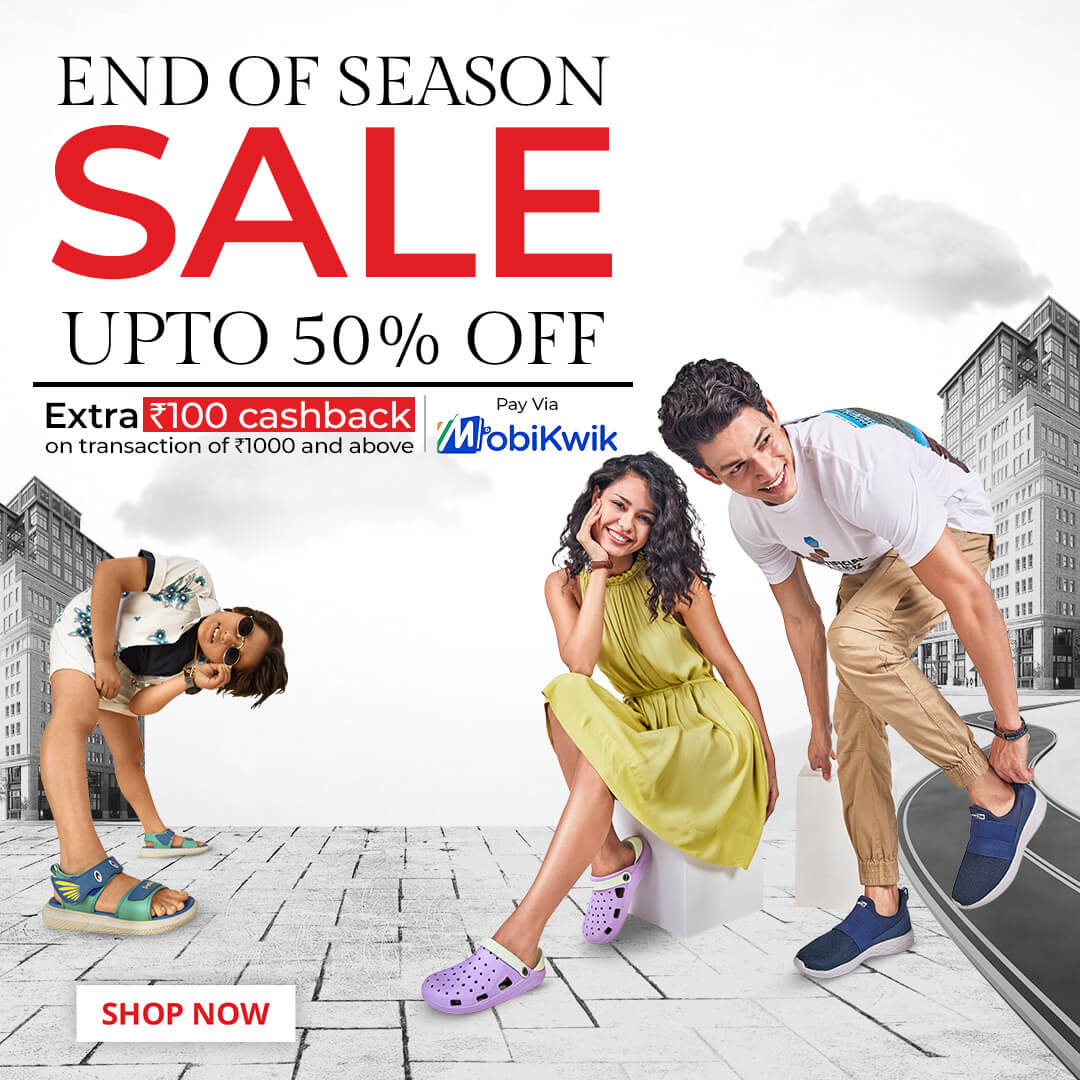 END OF SEASON
SALE
UPTO 50% OFF
Extra ₹100 cashback
on transaction of ₹1000 and above
Pay Via
MobiKwik
SHOP NOW